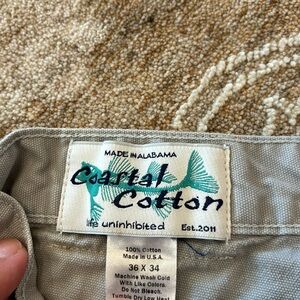 MADE IN ALABAMA
Coastal
Cotton
life uninhibited Est. 2011
100% Cotton
Made in U.S.A.
36 X 34
Machine Wash Cold
With Like Colors.
Do Not Bleach.
Tumble Dry Low Heat